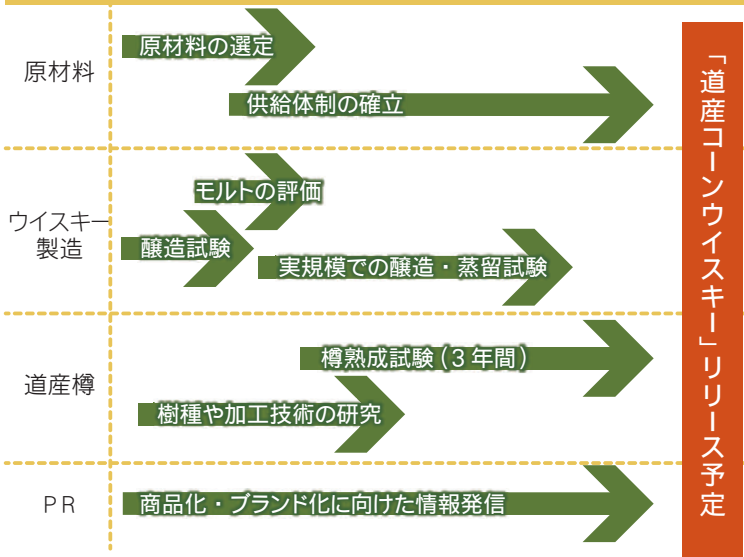 原材料
原材料の選定
供給体制の確立
ウイスキー
製造
モルトの評価
醸造試験
実規模での醸造・蒸留試験
道産樽
樽熟成試験(3年間)
樹種や加工技術の研究
PR
商品化・ブランド化に向けた情報発信
「道産コーンウイスキー」リリース予定